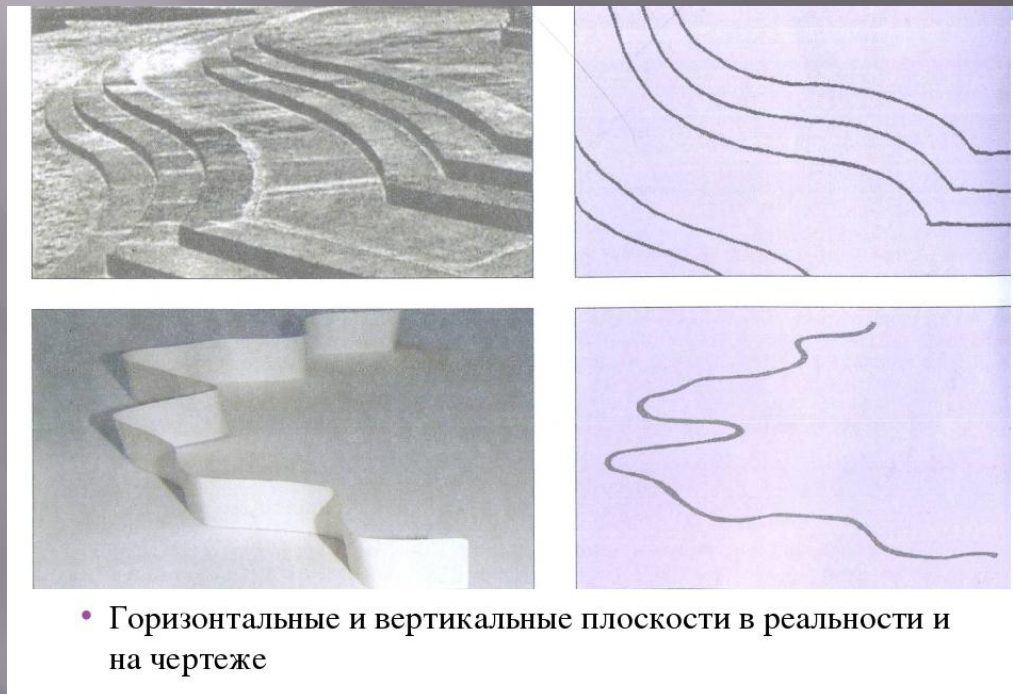 • Горизонтальные и вертикальные плоскости в реальности и
на чертеже